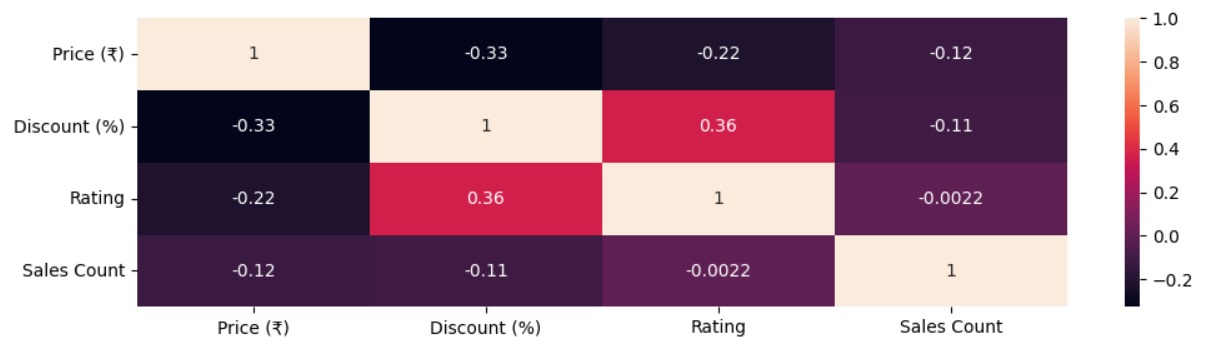 Price (₹) 1 -0.33 -0.22 -0.12
Discount (%) -0.33 1 0.36 -0.11
Rating -0.22 0.36 1 -0.0022
Sales Count -0.12 -0.11 -0.0022 1
Price (₹) Discount (%) Rating Sales Count
1.0
0.8
0.6
0.4
0.2
0.0
−0.2